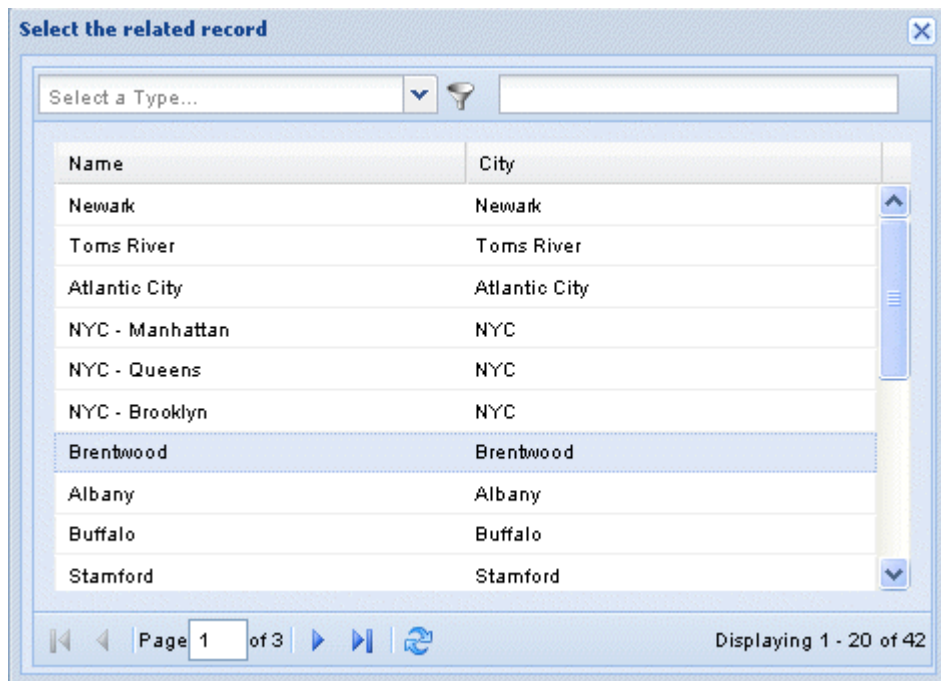 Select the related record
Select a Type...
Name City
Newark Newark
Toms River Toms River
Atlantic City Atlantic City
NYC - Manhattan NYC
NYC - Queens NYC
NYC - Brooklyn NYC
Brentwood Brentwood
Albany Albany
Buffalo Buffalo
Stamford Stamford
Page 1 of 3 Displaying 1 - 20 of 42